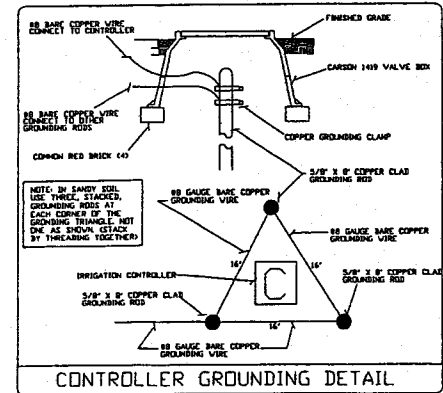 #8 BARE COPPER WIRE
CONNECT TO CONTROLLER
FINISHED GRADE
CARSON 1419 VALVE BOX
#8 BARE COPPER WIRE
CONNECT TO OTHER
GROUNDING RODS
COPPER GROUNDING CLAMP
COMMON RED BRICK (4)
5/8" X 8' COPPER CLAD
GROUNDING ROD
NOTE: IN SANDY SOIL
USE THREE, STACKED,
GROUNDING RODS AT
EACH CORNER OF THE
GRONDING TRIANGLE. NOT
ONE AS SHOWN. (STACK
BY THREADING TOGETHER)
#8 GAUGE BARE COPPER
GROUNDING WIRE
#8 GAUGE BARE COPPER
GROUNDING WIRE
IRRIGATION CONTROLLER
C
16'
16'
5/8" X 8' COPPER CLAD
GROUNDING ROD
5/8" X 8' COPPER CLAD
GROUNDING ROD
16'
#8 GAUGE BARE COPPER
GROUNDING WIRE
CONTROLLER GROUNDING DETAIL